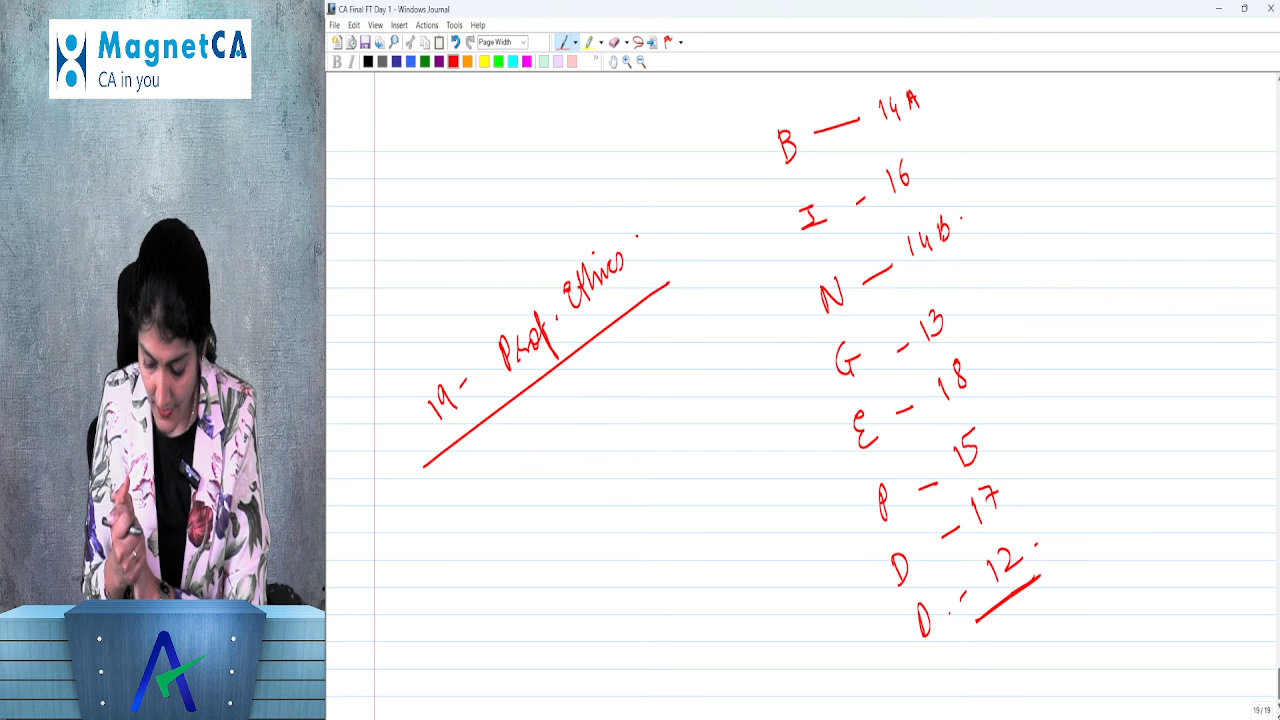 MagnetCA
CA in you
CA Final FT Day 1 - Windows Journal
File Edit View Insert Actions Tools Help
Page Width
B I
B — 14A
I - 16
N — 14B.
G - 13
E - 18
P - 15
D - 17
D. - 12.
19 - Prof. Ethics.
19/19